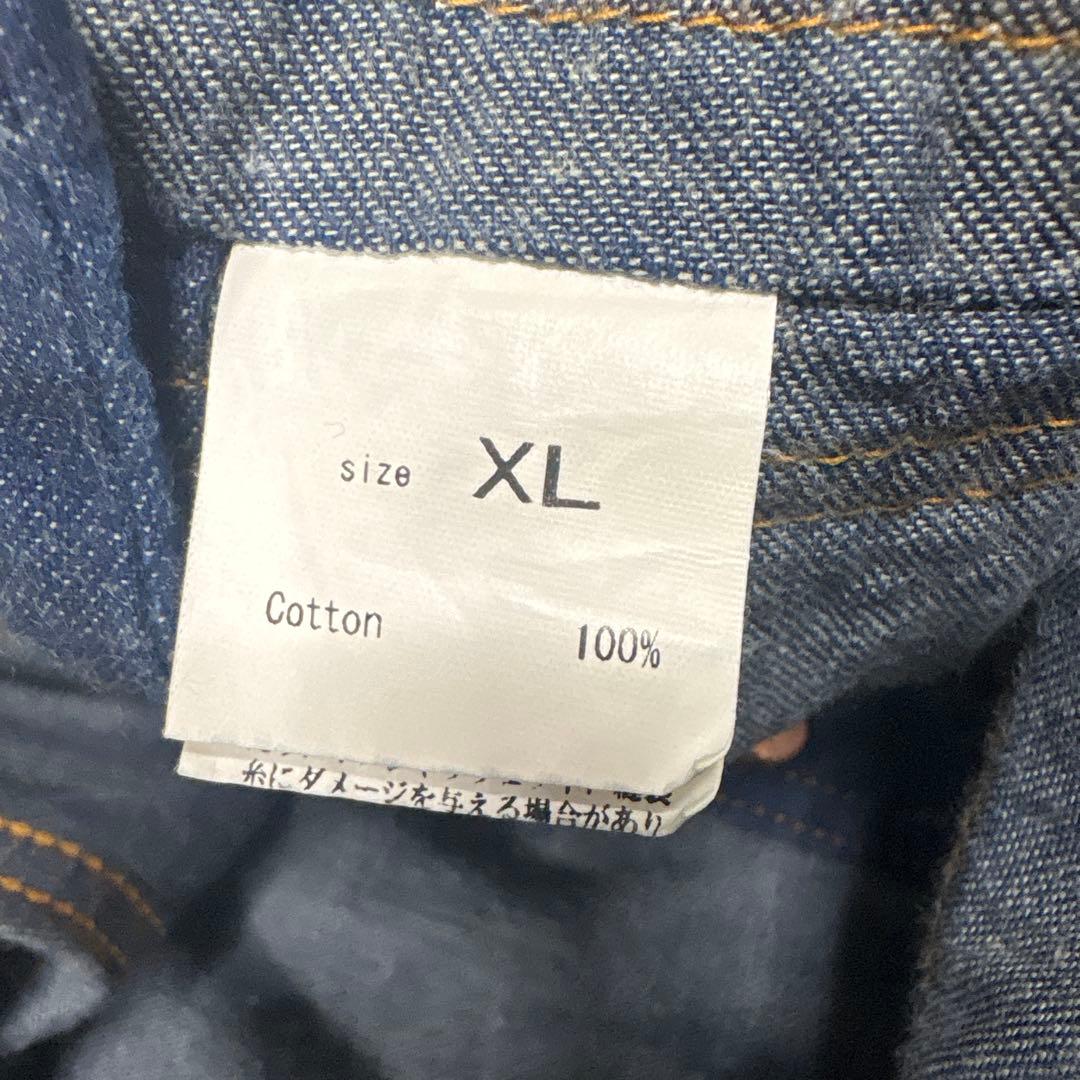 size XL
Cotton 100%
糸にダメージを与える場合があり